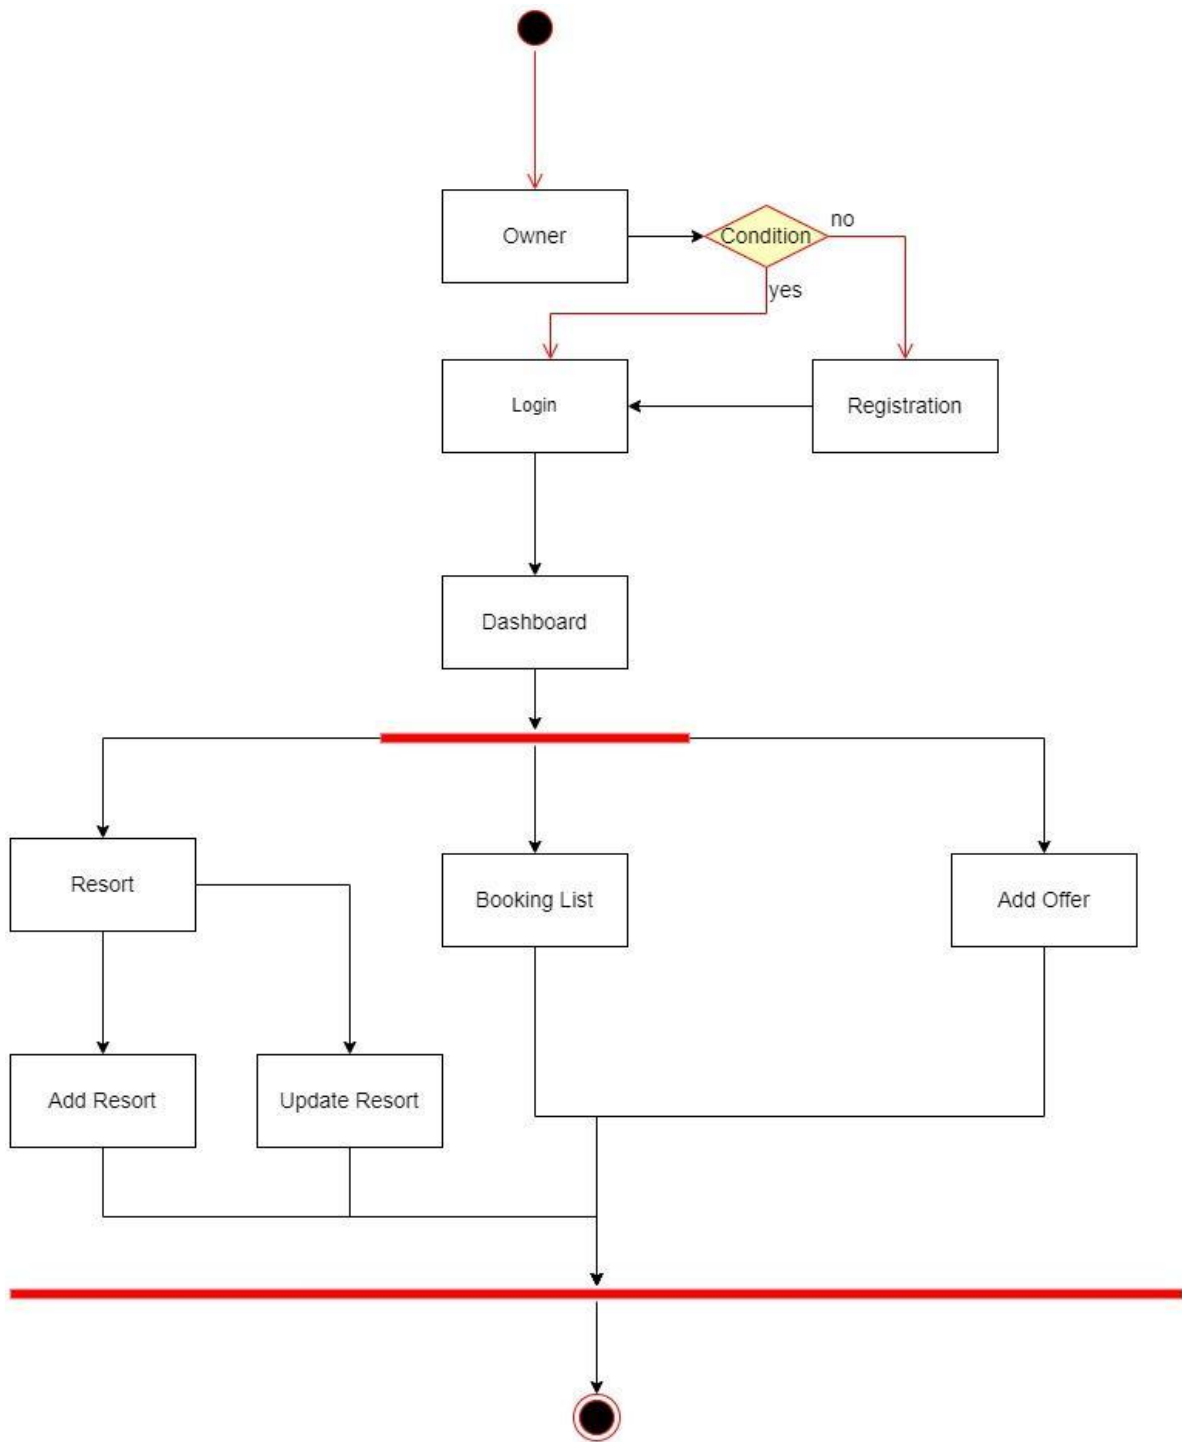 Owner
Condition
no
yes
Login
Registration
Dashboard
Resort
Booking List
Add Offer
Add Resort
Update Resort